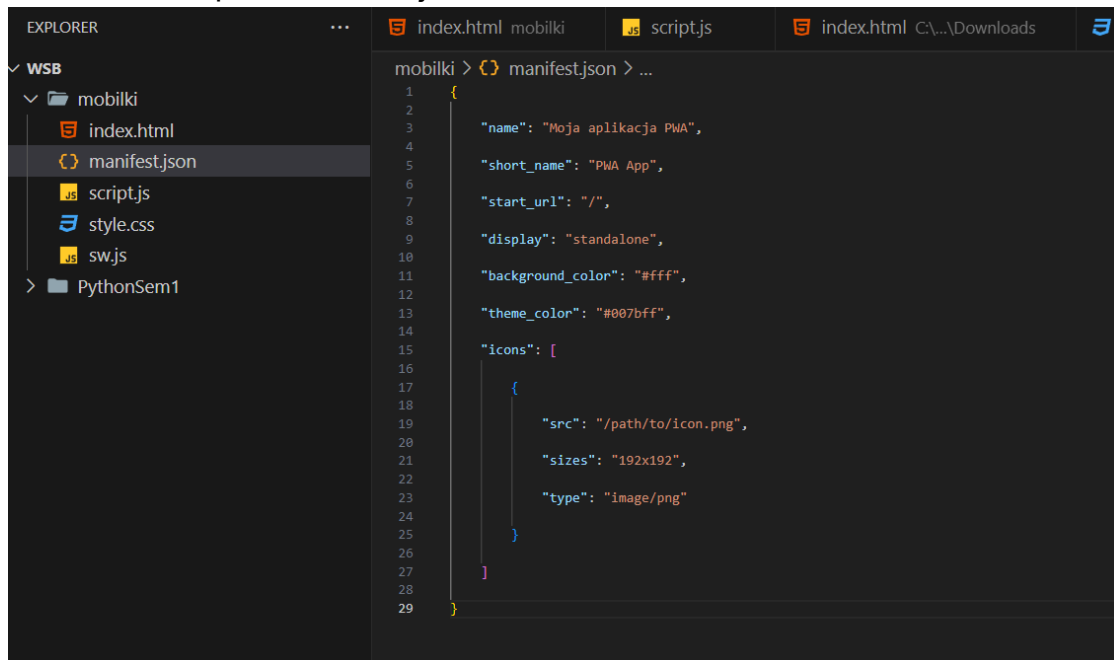 EXPLORER ...
WSB
mobilki
index.html
manifest.json
script.js
style.css
sw.js
PythonSem1
index.html mobilki
script.js
index.html C:\...\Downloads
mobilki > {} manifest.json > ...
1 {
2
3 "name": "Moja aplikacja PWA",
4
5 "short_name": "PWA App",
6
7 "start_url": "/",
8
9 "display": "standalone",
10
11 "background_color": "#fff",
12
13 "theme_color": "#007bff",
14
15 "icons": [
16
17 {
18
19 "src": "/path/to/icon.png",
20
21 "sizes": "192x192",
22
23 "type": "image/png"
24
25 }
26
27 ]
28
29 }